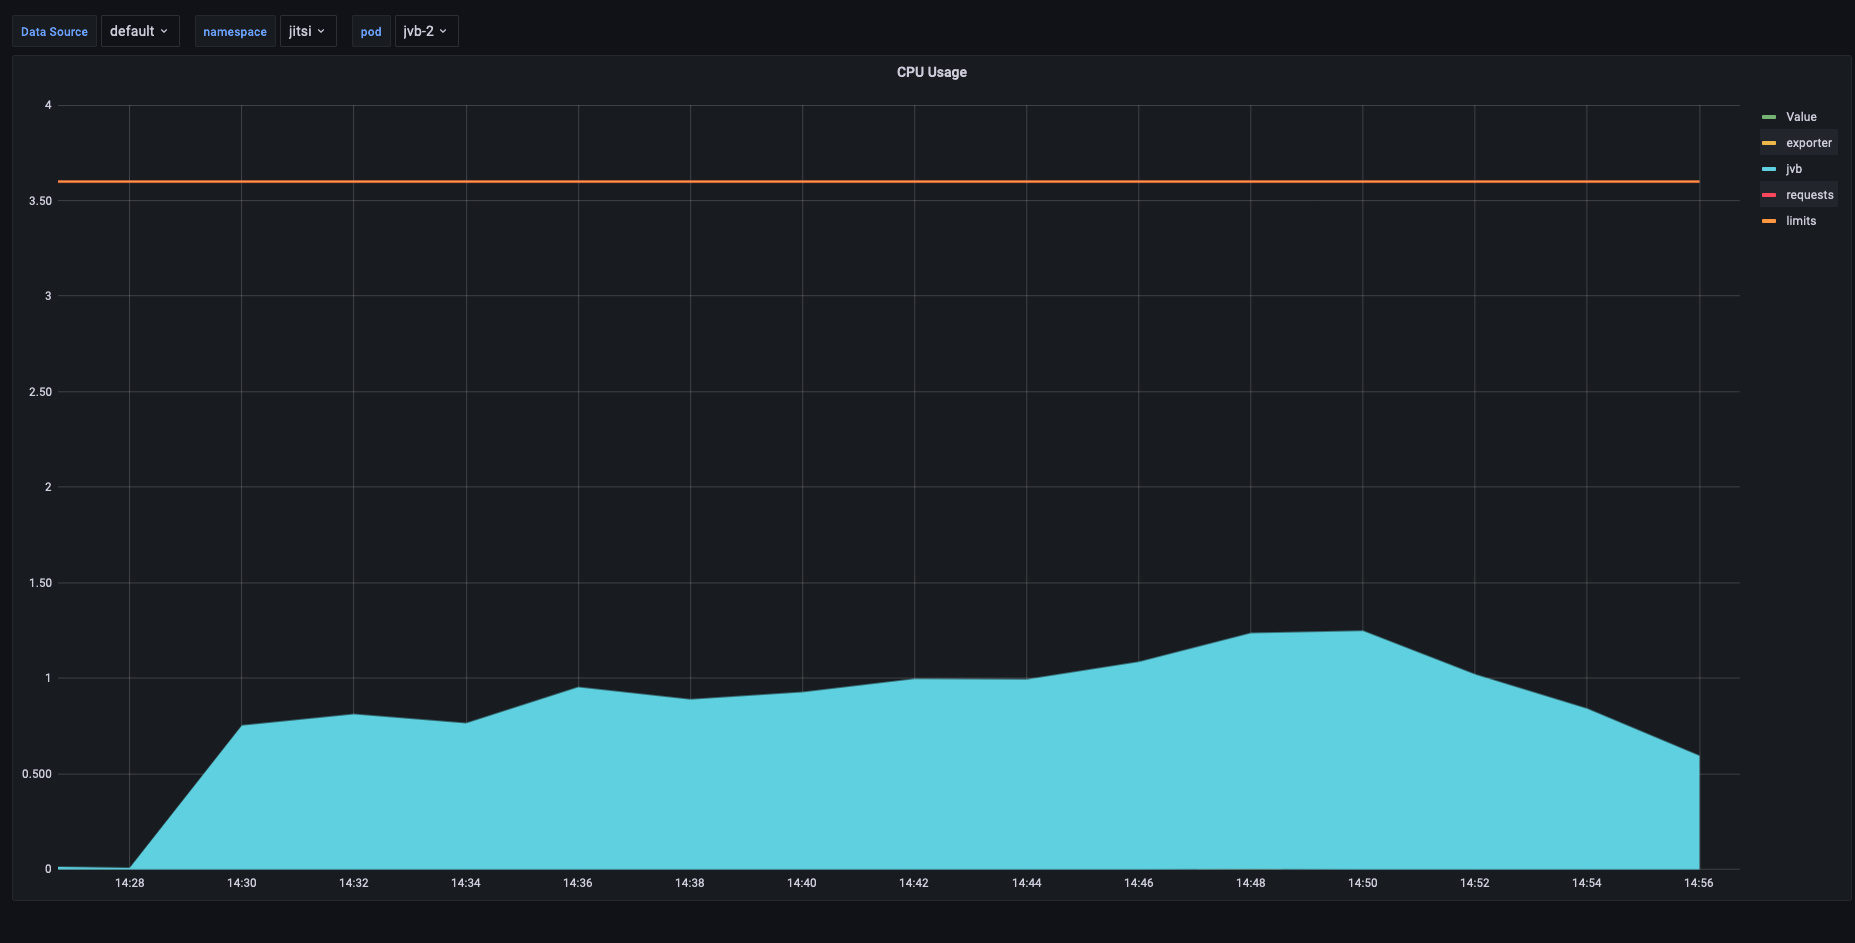 Data Source default namespace jitsi pod jvb-2
CPU Usage
4
3.50
3
2.50
2
1.50
1
0.500
0
14:28 14:30 14:32 14:34 14:36 14:38 14:40 14:42 14:44 14:46 14:48 14:50 14:52 14:54 14:56
Value
exporter
jvb
requests
limits